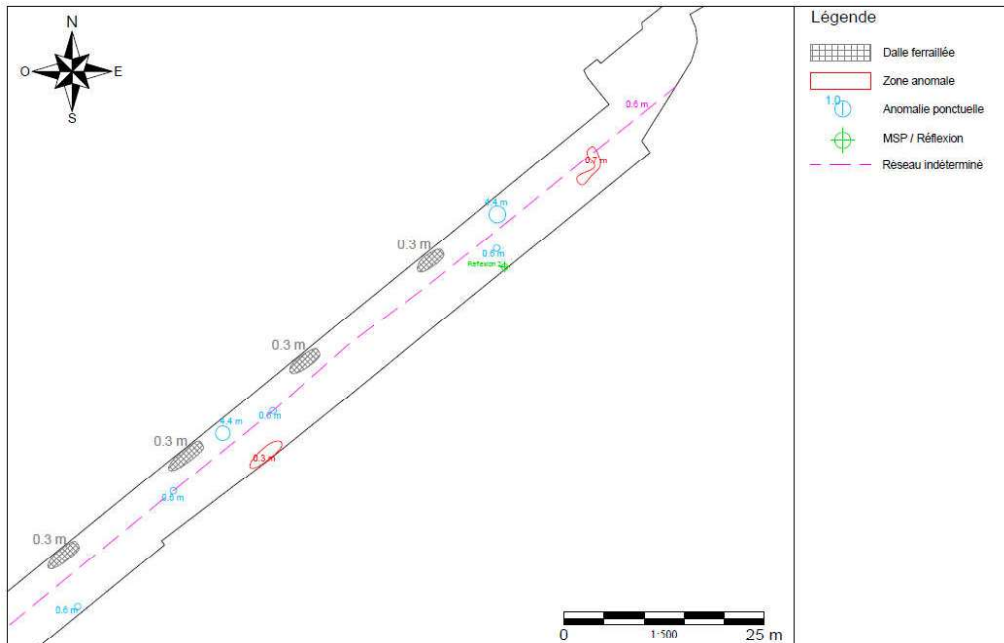 N
O
E
S
0.6 m
0.7 m
4.4 m
0.6 m
0.3 m
0.3 m
0.6 m
4.4 m
0.3 m
0.3 m
0.6 m
0.3 m
0.6 m
0
1:500
25 m
Légende
Dalle ferraillée
Zone anomale
1.0
Anomalie ponctuelle
MSP / Réflexion
Réseau indéterminé